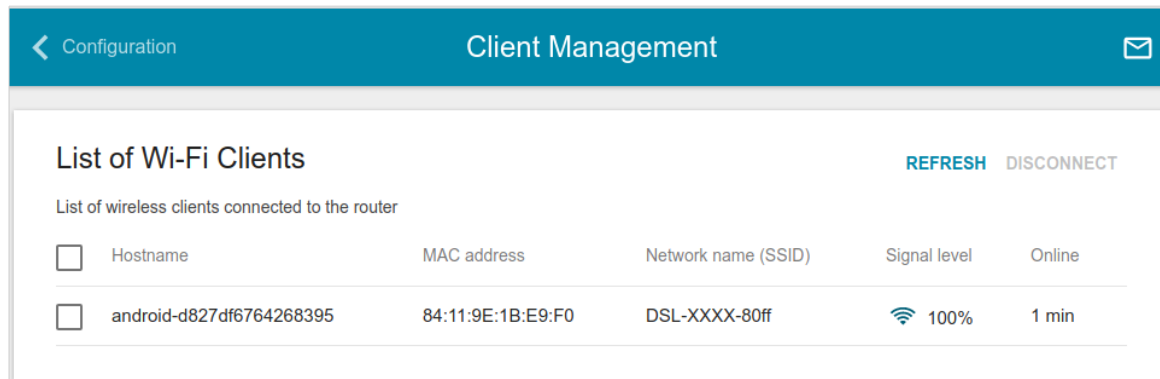 Configuration Client Management
List of Wi-Fi Clients
REFRESH DISCONNECT
List of wireless clients connected to the router
Hostname MAC address Network name (SSID) Signal level Online
android-d827df6764268395 84:11:9E:1B:E9:F0 DSL-XXXX-80ff 100% 1 min